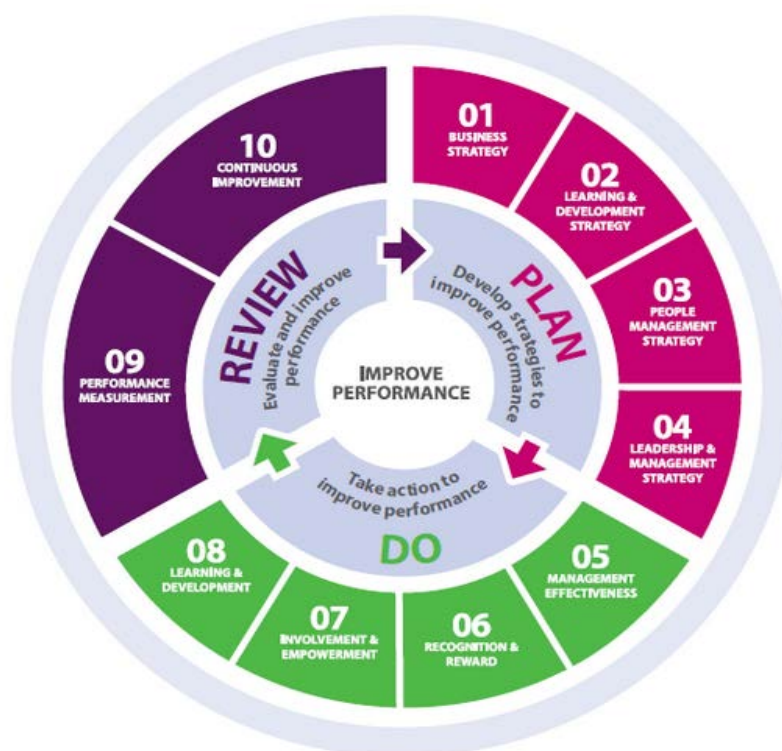 01
BUSINESS
STRATEGY
02
LEARNING &
DEVELOPMENT
STRATEGY
03
PEOPLE
MANAGEMENT
STRATEGY
04
LEADERSHIP &
MANAGEMENT
STRATEGY
05
MANAGEMENT
EFFECTIVENESS
06
RECOGNITION &
REWARD
07
INVOLVEMENT &
EMPOWERMENT
08
LEARNING &
DEVELOPMENT
09
PERFORMANCE
MEASUREMENT
10
CONTINUOUS
IMPROVEMENT
PLAN
Develop strategies to
improve performance
DO
Take action to
improve performance
REVIEW
Evaluate and improve
performance
IMPROVE
PERFORMANCE